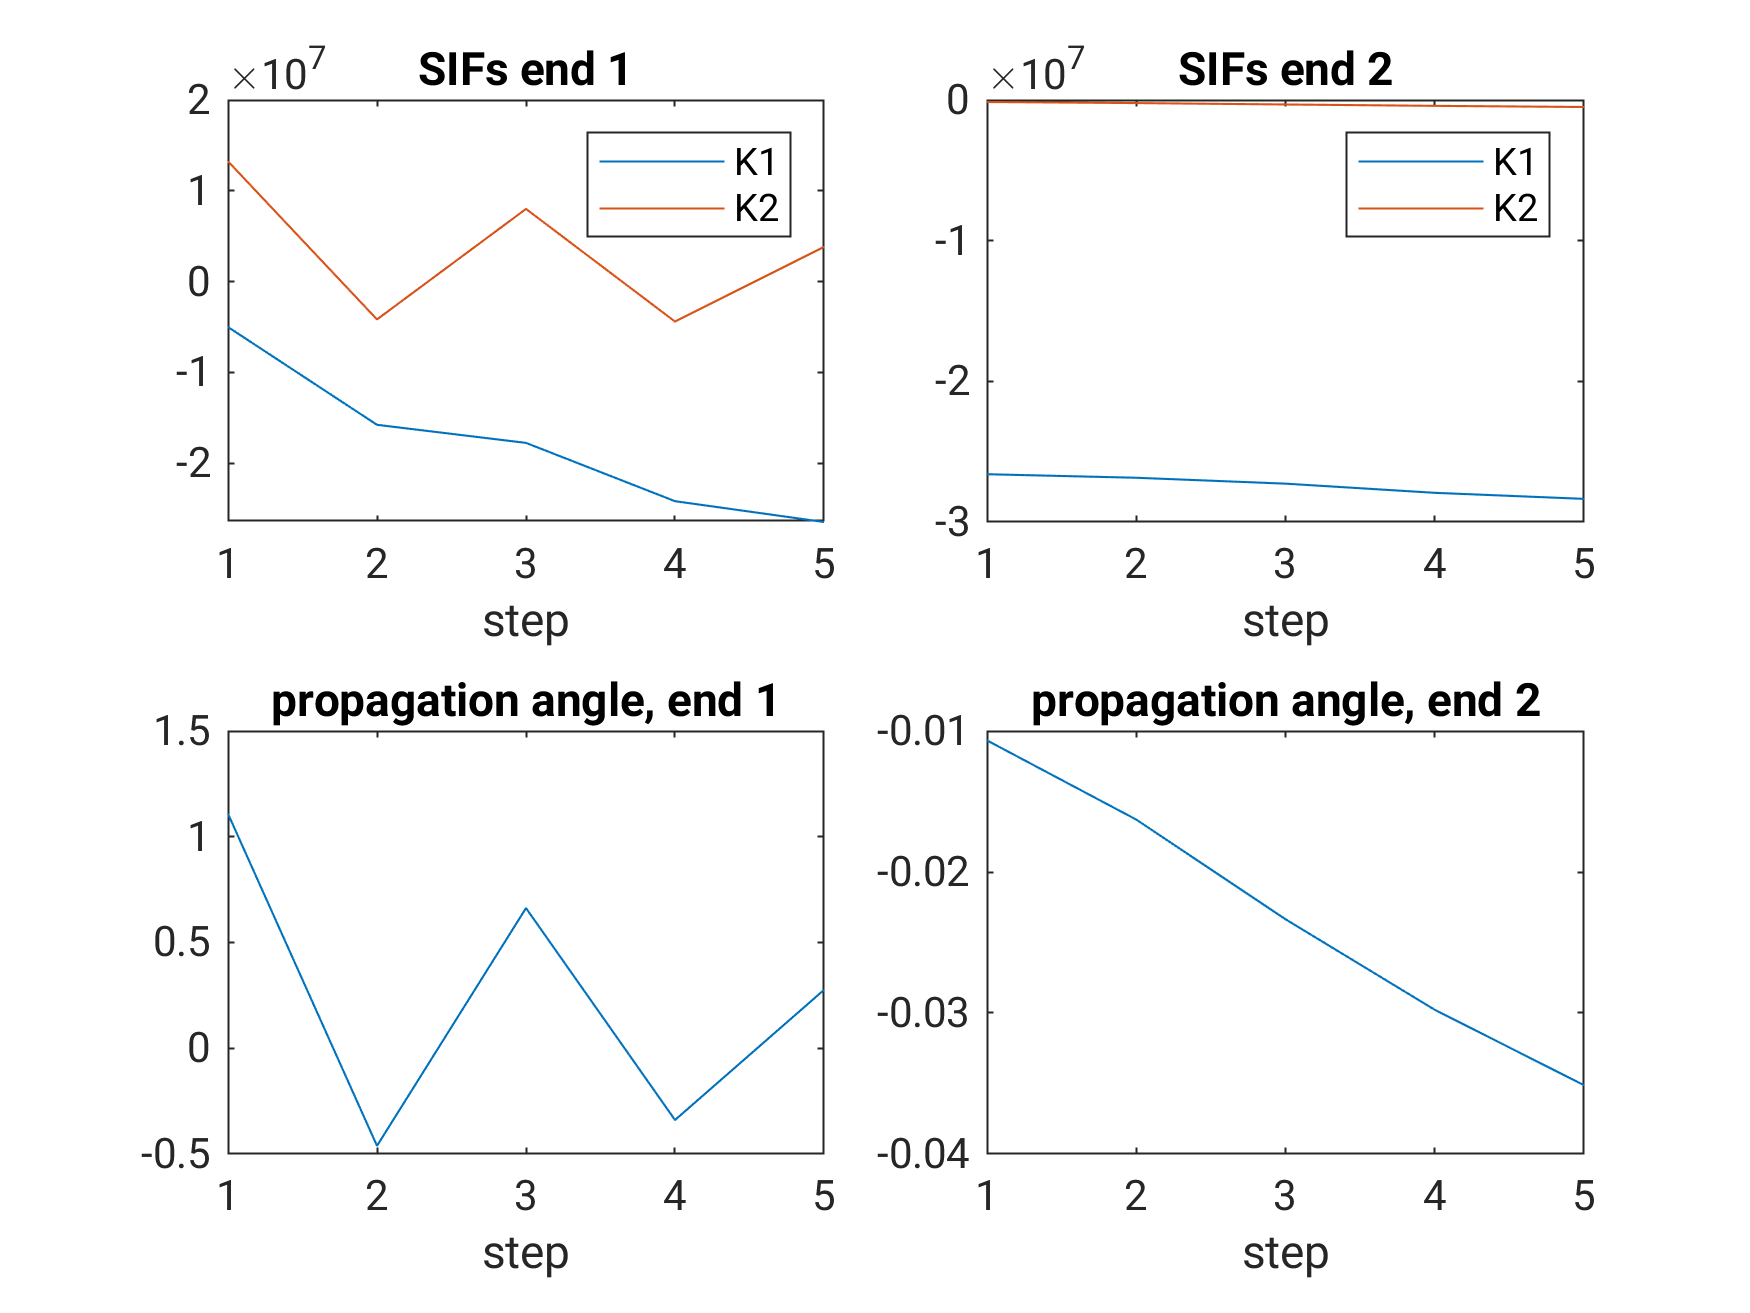 SIFs end 1
×10⁷
2
1
0
-1
-2
K1
K2
1 2 3 4 5
step
SIFs end 2
×10⁷
0
-1
-2
-3
K1
K2
1 2 3 4 5
step
propagation angle, end 1
1.5
1
0.5
0
-0.5
1 2 3 4 5
step
propagation angle, end 2
-0.01
-0.02
-0.03
-0.04
1 2 3 4 5
step